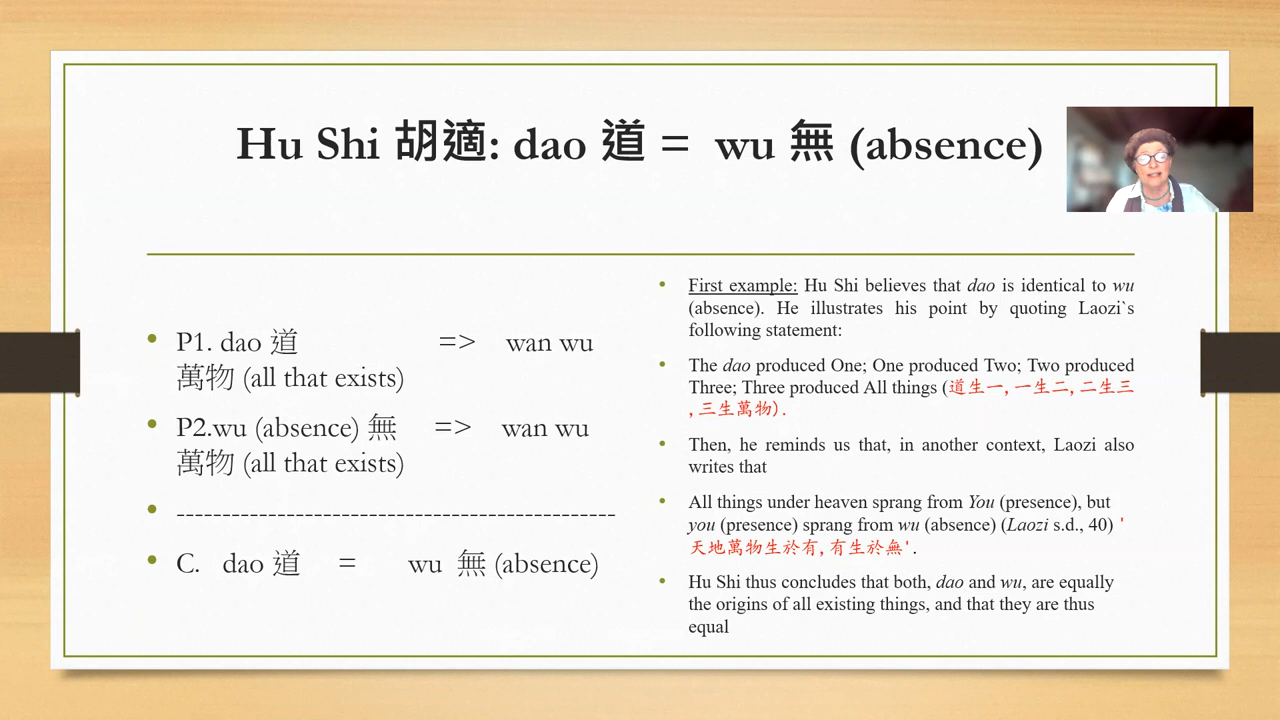 Hu Shi 胡適: dao 道 = wu 無 (absence)
P1. dao 道 => wan wu
萬物 (all that exists)
P2.wu (absence) 無 => wan wu
萬物 (all that exists)
-----------------------------------------------
C. dao 道 = wu 無 (absence)
First example: Hu Shi believes that dao is identical to wu
(absence). He illustrates his point by quoting Laozi`s
following statement:
The dao produced One; One produced Two; Two produced
Three; Three produced All things (道生一, 一生二, 二生三
, 三生萬物).
Then, he reminds us that, in another context, Laozi also
writes that
All things under heaven sprang from You (presence), but
you (presence) sprang from wu (absence) (Laozi s.d., 40) '
天地萬物生於有, 有生於無'.
Hu Shi thus concludes that both, dao and wu, are equally
the origins of all existing things, and that they are thus
equal